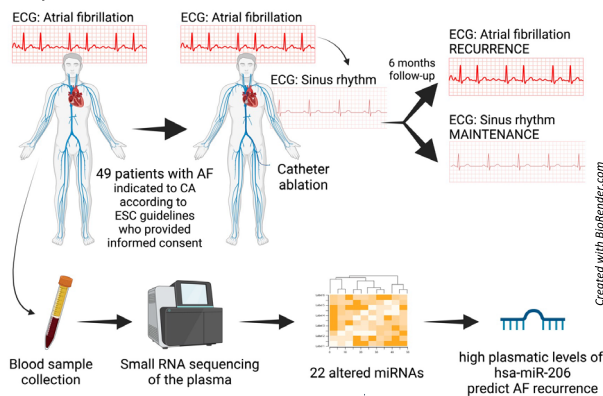 ECG: Atrial fibrillation
ECG: Atrial fibrillation
ECG: Sinus rhythm
6 months
follow-up
ECG: Atrial fibrillation
RECURRENCE
ECG: Sinus rhythm
MAINTENANCE
49 patients with AF
indicated to CA
according to
ESC guidelines
who provided
informed consent
Catheter
ablation
Created with BioRender.com
Blood sample
collection
Small RNA sequencing
of the plasma
22 altered miRNAs
high plasmatic levels of
hsa-miR-206
predict AF recurrence